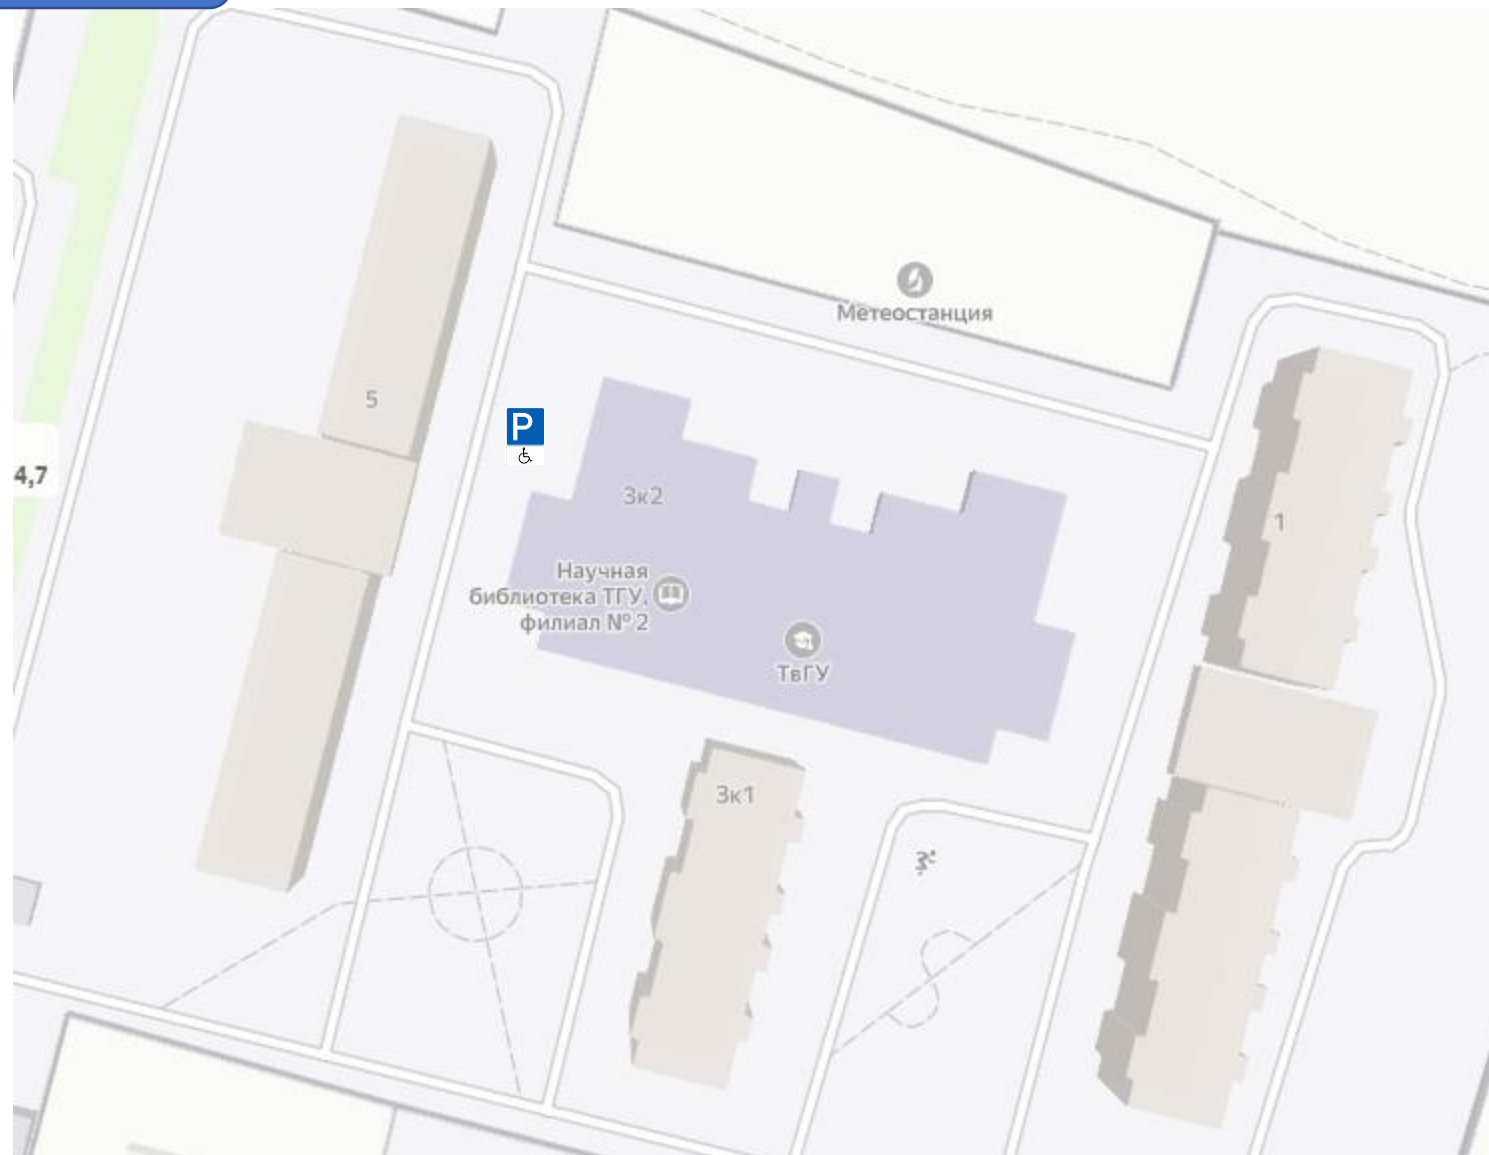 Метеостанция
5
P
4,7
3к2
1
Научная
библиотека ТГУ,
филиал № 2
ТвГУ
3к1